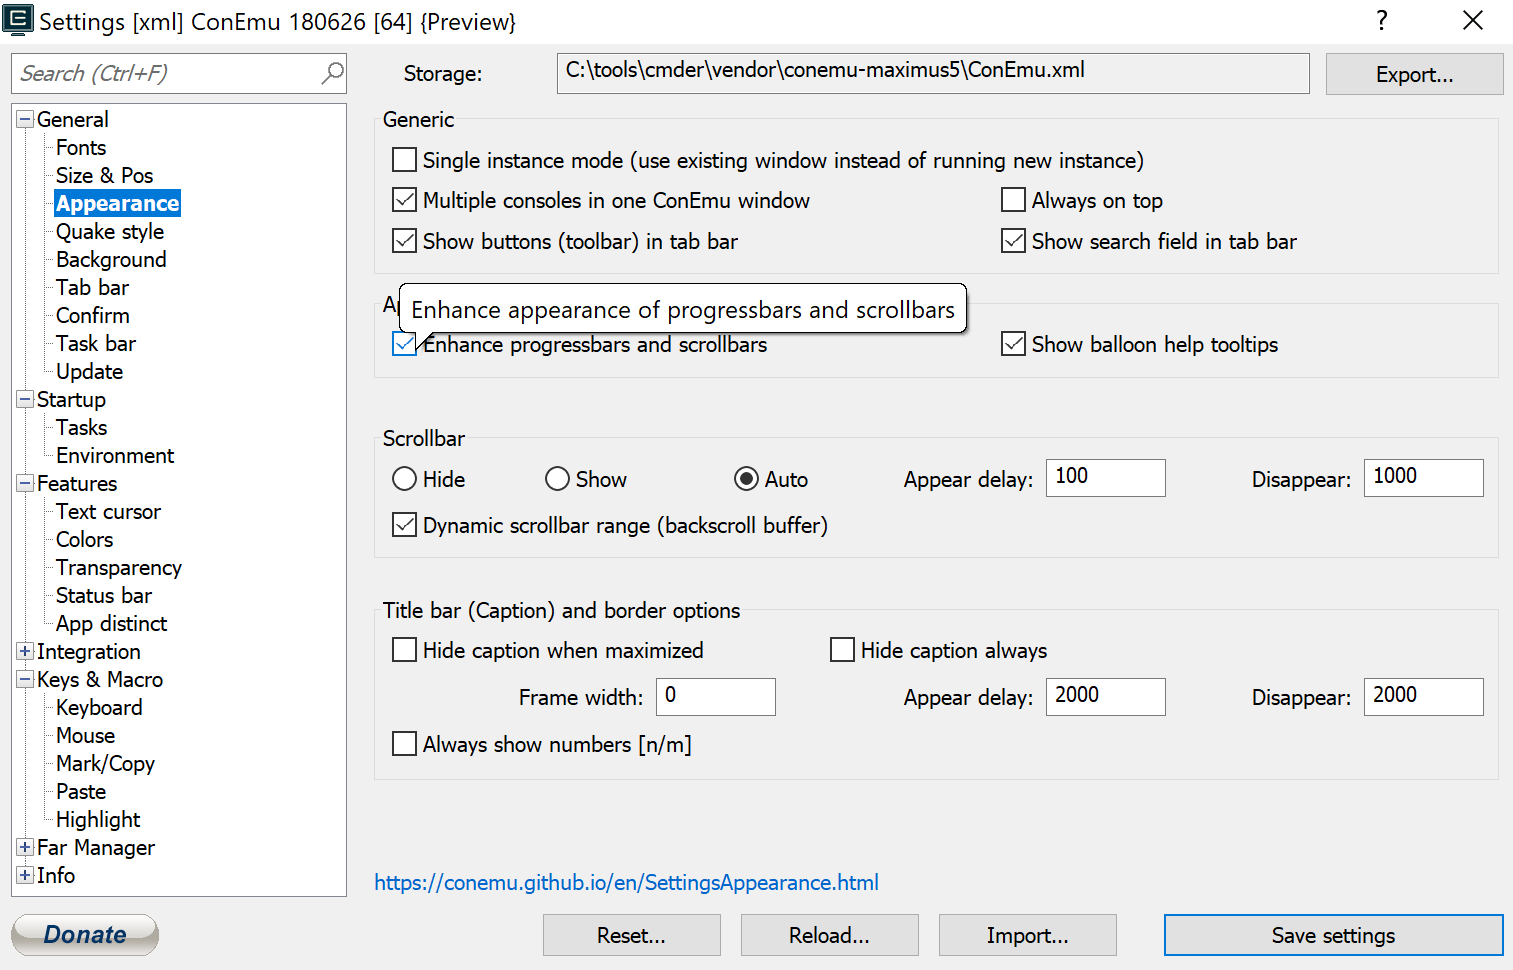 Settings [xml] ConEmu 180626 [64] {Preview}
?
Search (Ctrl+F)
Storage:
C:\tools\cmder\vendor\conemu-maximus5\ConEmu.xml
Export...
General
Fonts
Size & Pos
Appearance
Quake style
Background
Tab bar
Confirm
Task bar
Update
Startup
Tasks
Environment
Features
Text cursor
Colors
Transparency
Status bar
App distinct
Integration
Keys & Macro
Keyboard
Mouse
Mark/Copy
Paste
Highlight
Far Manager
Info
Generic
Single instance mode (use existing window instead of running new instance)
Multiple consoles in one ConEmu window
Always on top
Show buttons (toolbar) in tab bar
Show search field in tab bar
Enhance appearance of progressbars and scrollbars
Enhance progressbars and scrollbars
Show balloon help tooltips
Scrollbar
Hide
Show
Auto
Appear delay:
100
Disappear:
1000
Dynamic scrollbar range (backscroll buffer)
Title bar (Caption) and border options
Hide caption when maximized
Hide caption always
Frame width:
0
Appear delay:
2000
Disappear:
2000
Always show numbers [n/m]
https://conemu.github.io/en/SettingsAppearance.html
Donate
Reset...
Reload...
Import...
Save settings